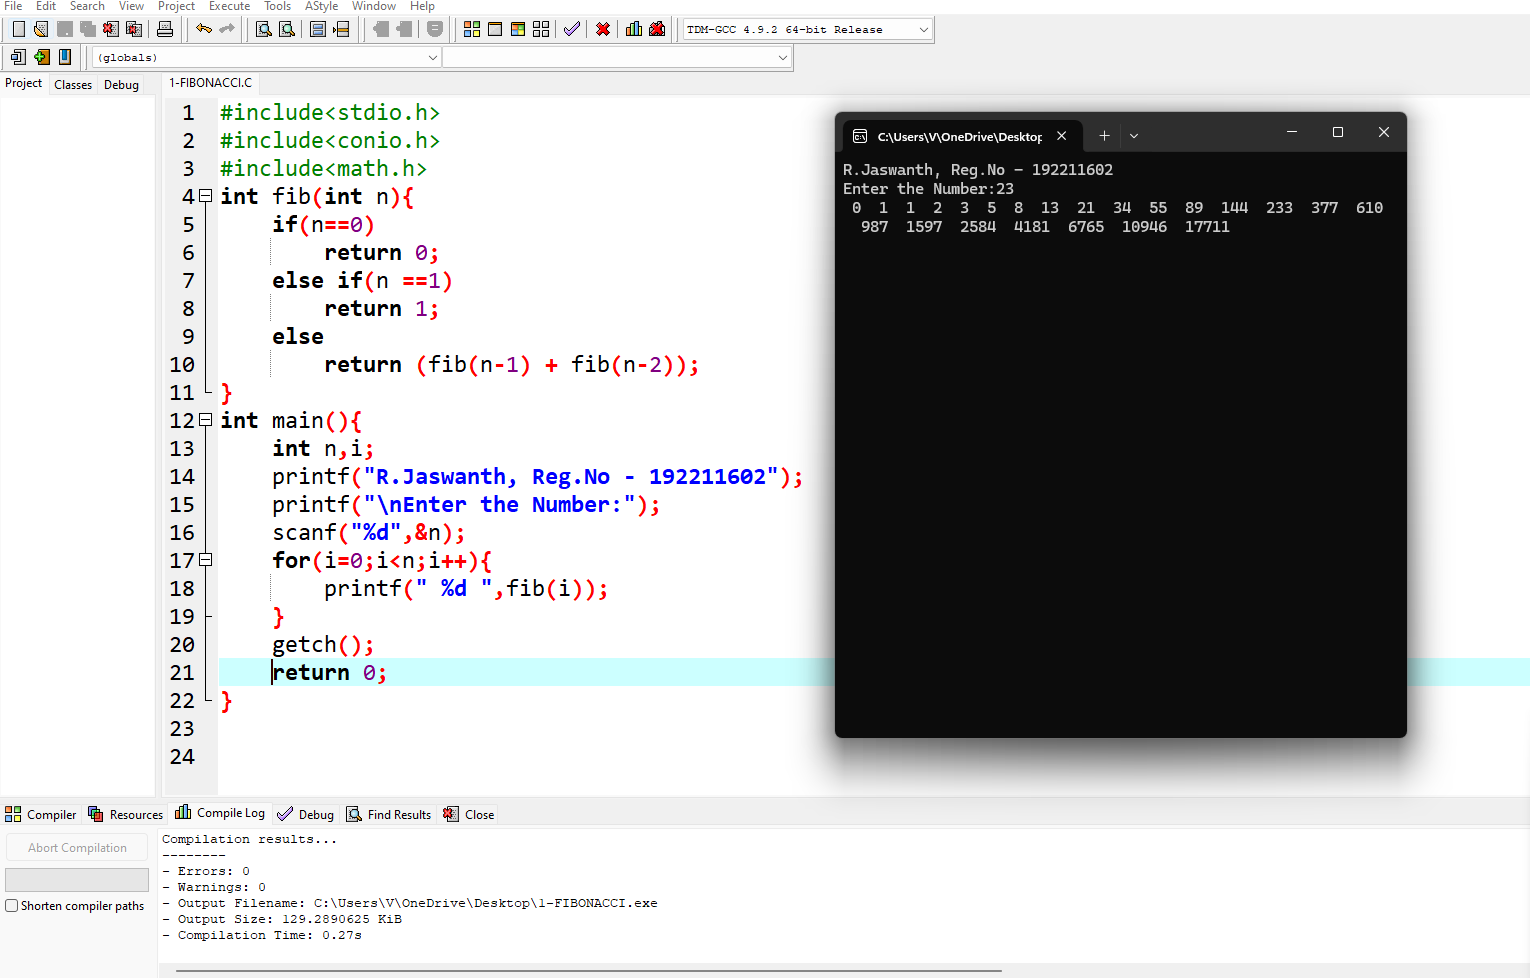 File Edit Search View Project Execute Tools AStyle Window Help
TDM-GCC 4.9.2 64-bit Release
(globals)
Project Classes Debug
1-FIBONACCI.C
1 #include<stdio.h>
2 #include<conio.h>
3 #include<math.h>
4 int fib(int n){
5     if(n==0)
6         return 0;
7     else if(n ==1)
8         return 1;
9     else
10         return (fib(n-1) + fib(n-2));
11 }
12 int main(){
13     int n,i;
14     printf("R.Jaswanth, Reg.No - 192211602");
15     printf("\nEnter the Number:");
16     scanf("%d",&n);
17     for(i=0;i<n;i++){
18         printf(" %d ",fib(i));
19     }
20     getch();
21     return 0;
22 }
23
24
C:\Users\V\OneDrive\Desktop
R.Jaswanth, Reg.No - 192211602
Enter the Number:23
 0  1  1  2  3  5  8  13  21  34  55  89  144  233  377  610
  987  1597  2584  4181  6765  10946  17711
Compiler Resources Compile Log Debug Find Results Close
Abort Compilation
Shorten compiler paths
Compilation results...
--------
- Errors: 0
- Warnings: 0
- Output Filename: C:\Users\V\OneDrive\Desktop\1-FIBONACCI.exe
- Output Size: 129.2890625 KiB
- Compilation Time: 0.27s